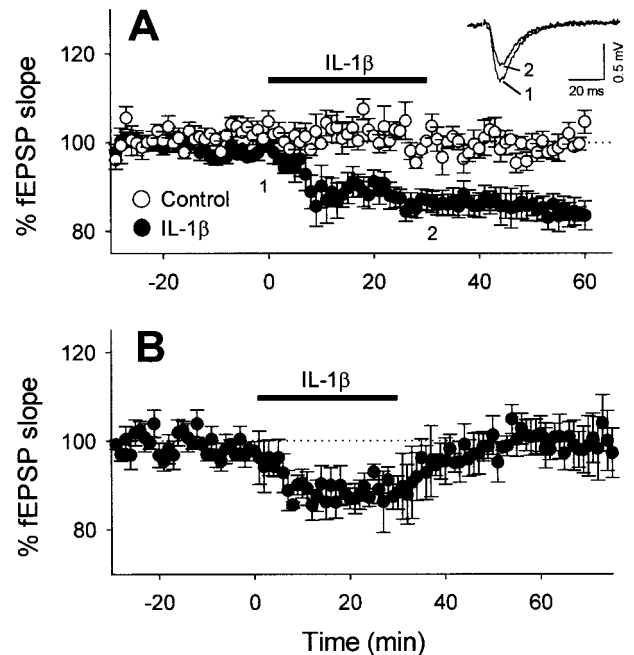 A
% fEPSP slope
120
100
80
IL-1β
1
2
Control
IL-1β
2
1
20 ms
0.5 mV
-20
0
20
40
60
B
% fEPSP slope
120
100
80
IL-1β
-20
0
20
40
60
Time (min)